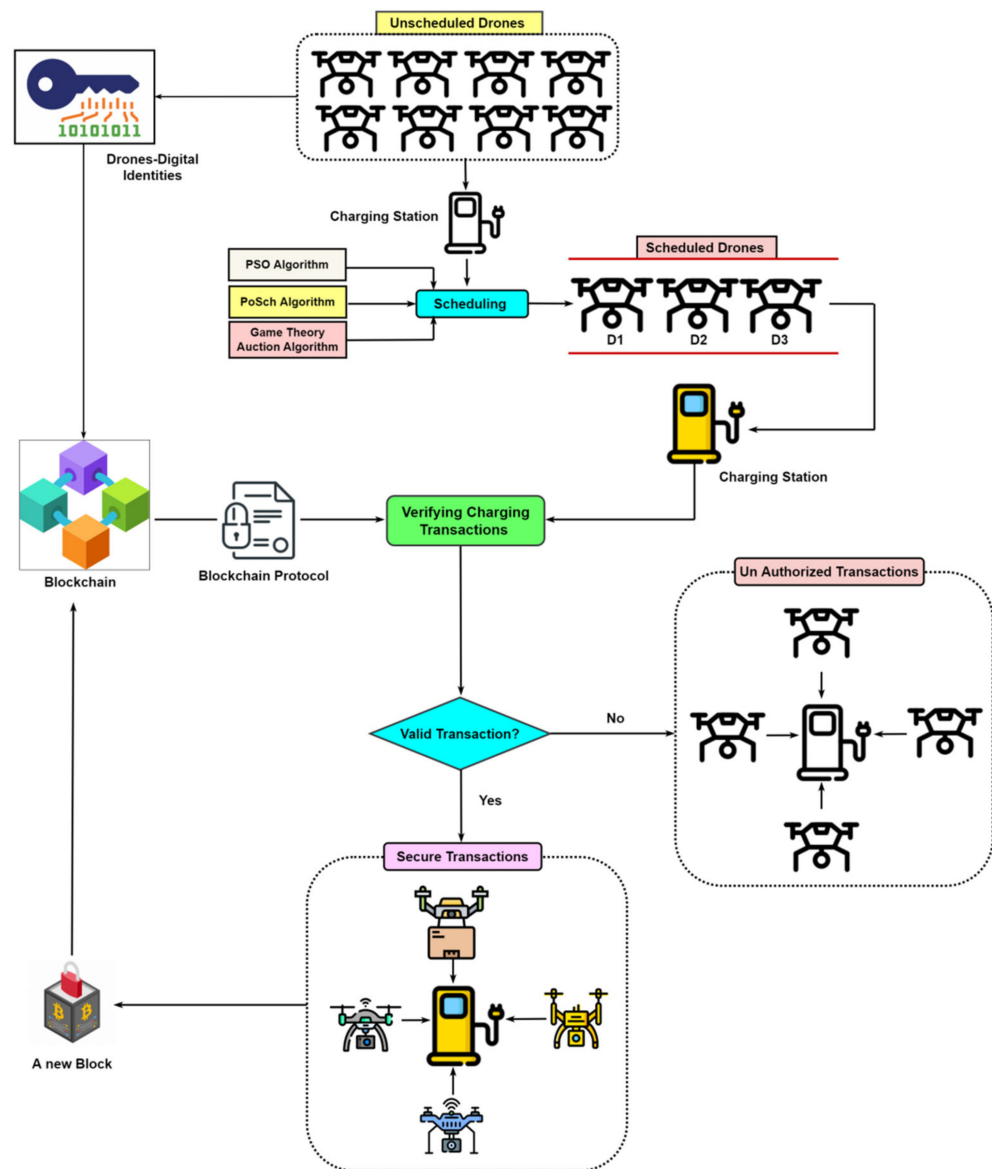 Unscheduled Drones
10101011
Drones-Digital
Identities
Charging Station
PSO Algorithm
PoSch Algorithm
Game Theory
Auction Algorithm
Scheduling
Scheduled Drones
D1
D2
D3
Charging Station
Blockchain
Blockchain Protocol
Verifying Charging
Transactions
Un Authorized Transactions
Valid Transaction?
No
Yes
Secure Transactions
A new Block